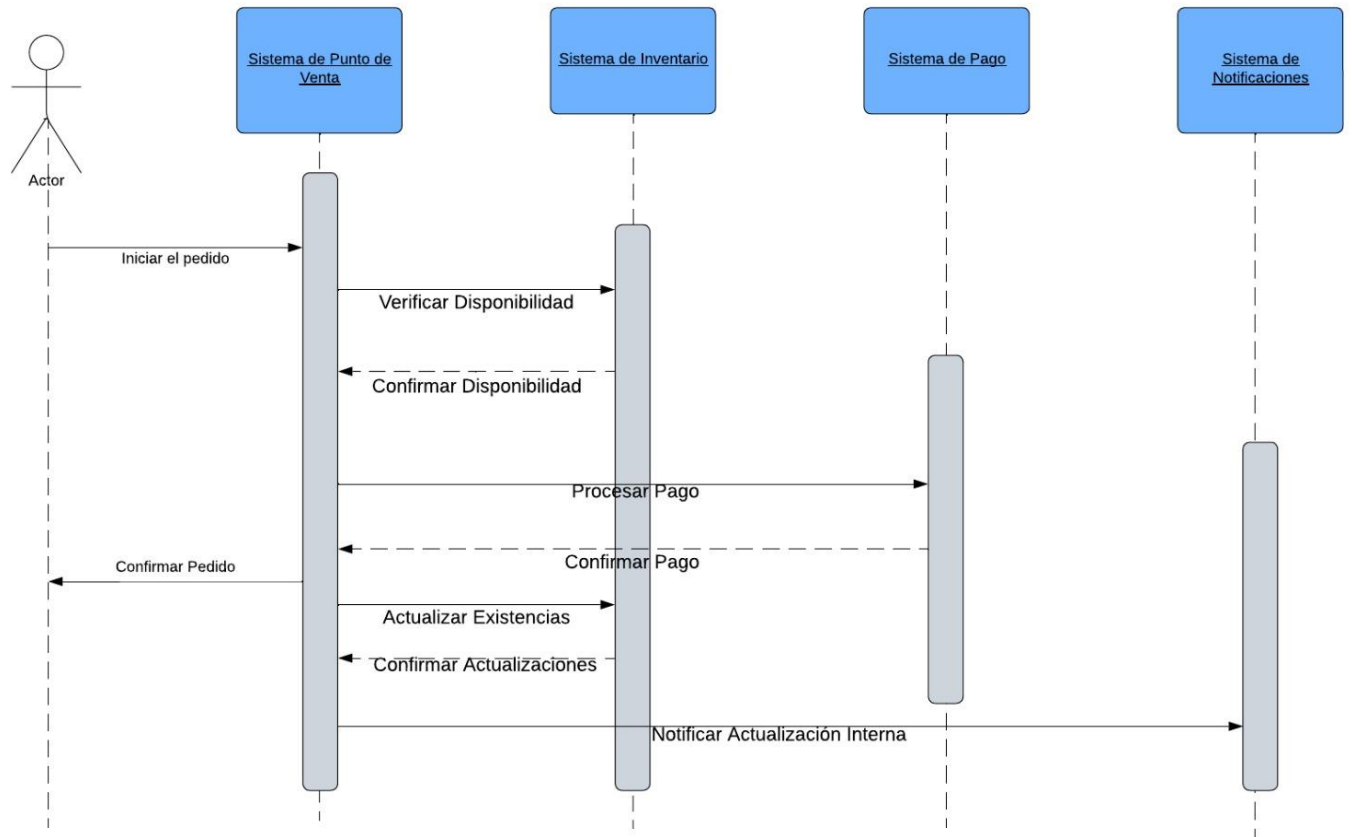 Sistema de Punto de
Venta
Sistema de Inventario
Sistema de Pago
Sistema de
Notificaciones
Actor
Iniciar el pedido
Verificar Disponibilidad
Confirmar Disponibilidad
Procesar Pago
Confirmar Pago
Confirmar Pedido
Actualizar Existencias
Confirmar Actualizaciones
Notificar Actualización Interna